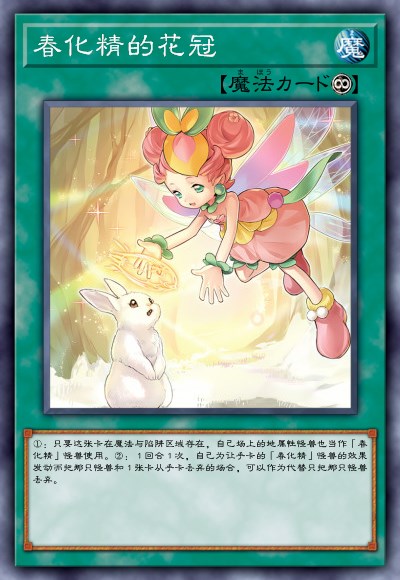 春化精的花冠
魔
【魔法カード】
まほう
①：只要这张卡在魔法与陷阱区域存在，自己场上的地属性怪兽也当作「春
化精」怪兽使用。②：1回合1次，自己为让手卡的「春化精」怪兽的效果
发动而把那只怪兽和1张卡从手卡丢弃的场合，可以作为代替只把那只怪兽
丢弃。